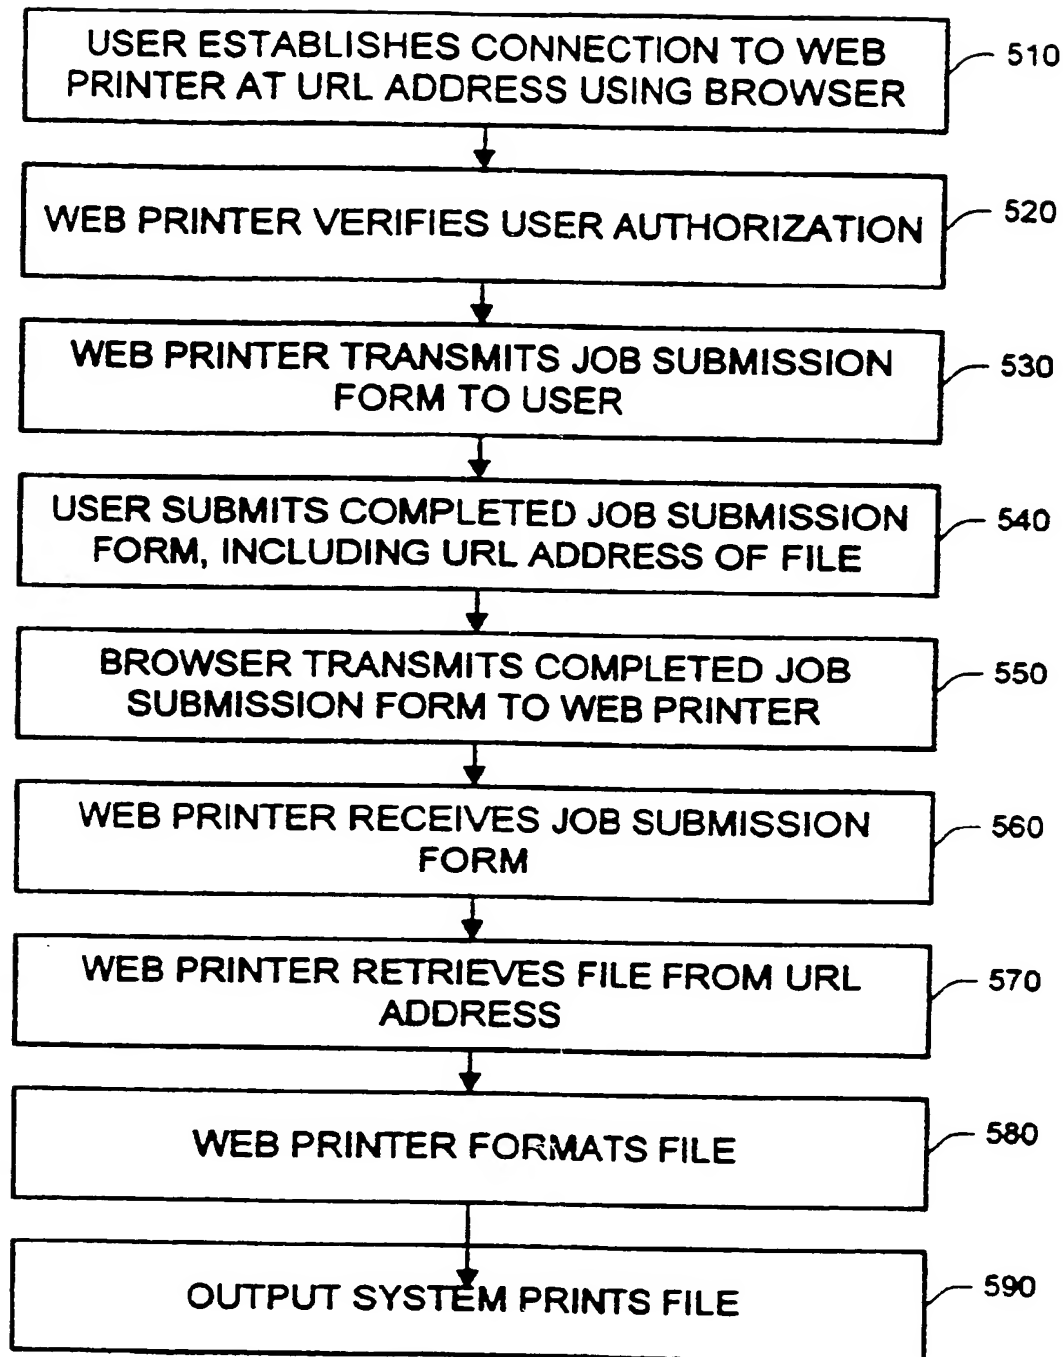 USER ESTABLISHES CONNECTION TO WEB
PRINTER AT URL ADDRESS USING BROWSER
510
WEB PRINTER VERIFIES USER AUTHORIZATION
520
WEB PRINTER TRANSMITS JOB SUBMISSION
FORM TO USER
530
USER SUBMITS COMPLETED JOB SUBMISSION
FORM, INCLUDING URL ADDRESS OF FILE
540
BROWSER TRANSMITS COMPLETED JOB
SUBMISSION FORM TO WEB PRINTER
550
WEB PRINTER RECEIVES JOB SUBMISSION
FORM
560
WEB PRINTER RETRIEVES FILE FROM URL
ADDRESS
570
WEB PRINTER FORMATS FILE
580
OUTPUT SYSTEM PRINTS FILE
590